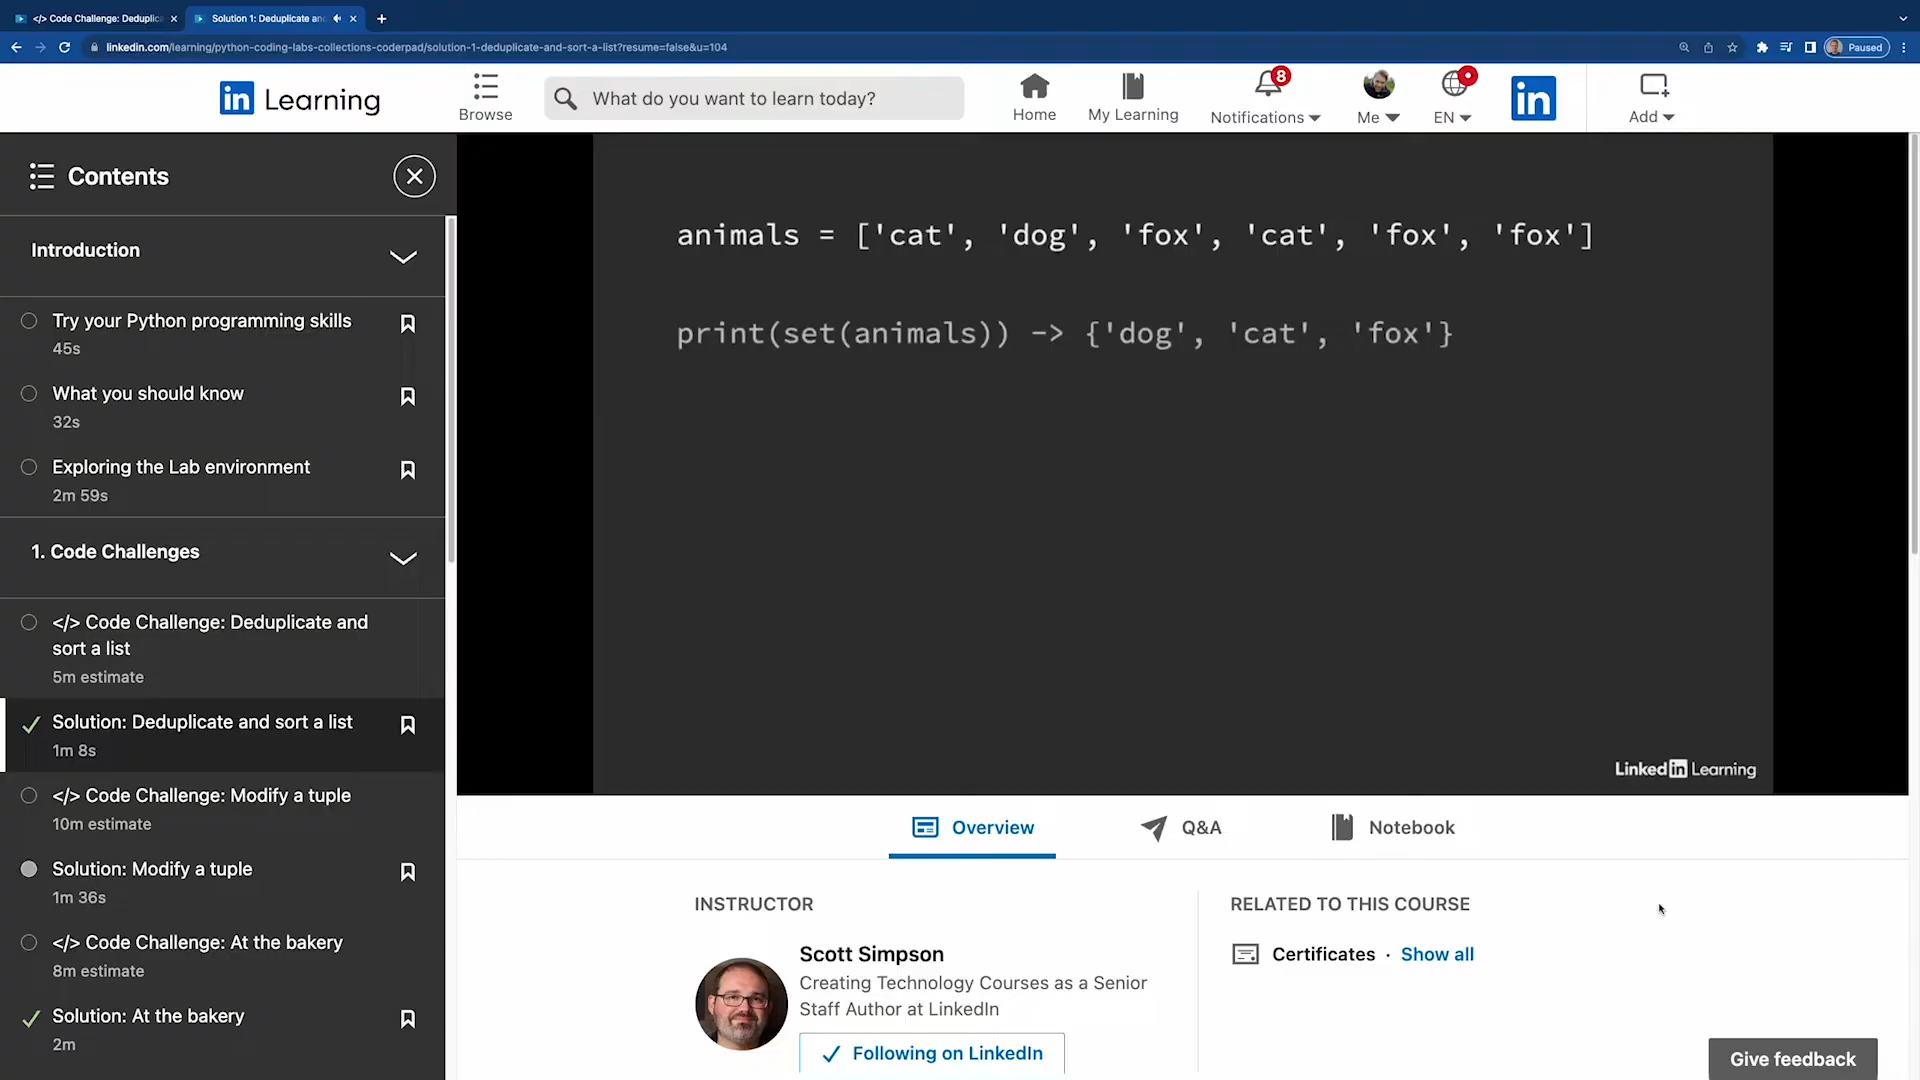 </> Code Challenge: Deduplic
Solution 1: Deduplicate an
linkedin.com/learning/python-coding-labs-collections-coderpad/solution-1-deduplicate-and-sort-a-list?resume=false&u=104
Paused
in Learning
Browse
What do you want to learn today?
Home
My Learning
8
Notifications
Me
EN
in
Add
Contents
Introduction
Try your Python programming skills
45s
What you should know
32s
Exploring the Lab environment
2m 59s
1. Code Challenges
</> Code Challenge: Deduplicate and
sort a list
5m estimate
Solution: Deduplicate and sort a list
1m 8s
</> Code Challenge: Modify a tuple
10m estimate
Solution: Modify a tuple
1m 36s
</> Code Challenge: At the bakery
8m estimate
Solution: At the bakery
2m
animals = ['cat', 'dog', 'fox', 'cat', 'fox', 'fox']
print(set(animals)) -> {'dog', 'cat', 'fox'}
Linked in Learning
Overview
Q&A
Notebook
INSTRUCTOR
Scott Simpson
Creating Technology Courses as a Senior
Staff Author at LinkedIn
Following on LinkedIn
RELATED TO THIS COURSE
Certificates · Show all
Give feedback